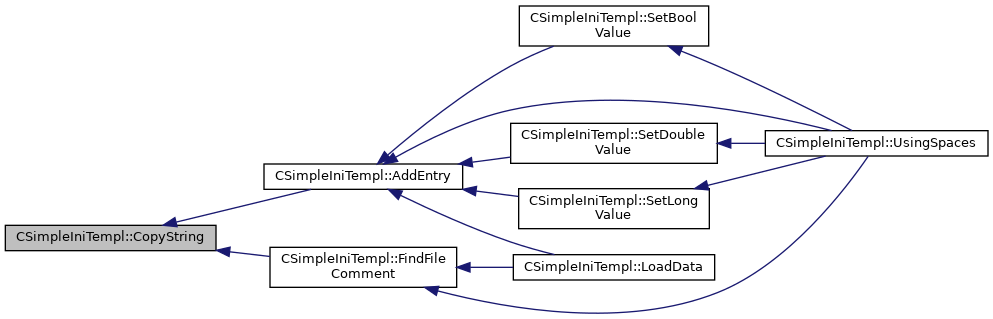 CSimpleIniTempl::SetBool
Value
CSimpleIniTempl::SetDouble
Value
CSimpleIniTempl::UsingSpaces
CSimpleIniTempl::AddEntry
CSimpleIniTempl::SetLong
Value
CSimpleIniTempl::CopyString
CSimpleIniTempl::FindFile
Comment
CSimpleIniTempl::LoadData